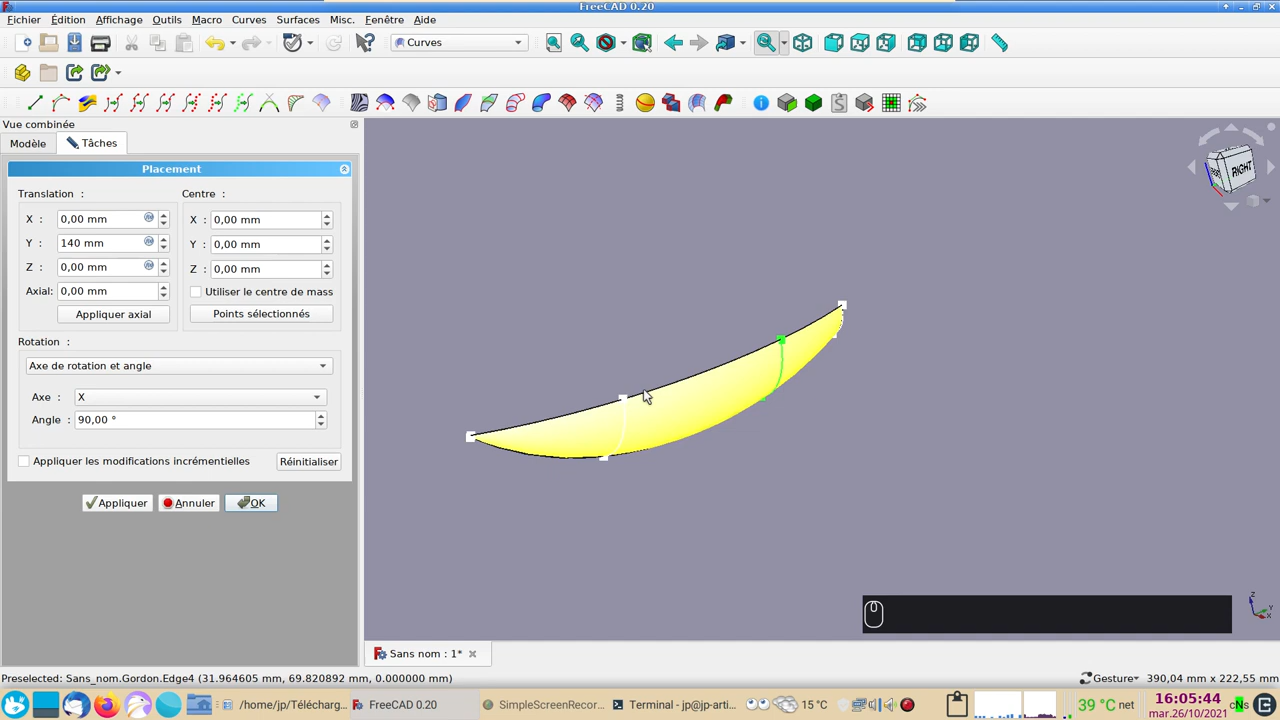 FreeCAD 0.20
Fichier Édition Affichage Outils Macro Curves Surfaces Misc. Fenêtre Aide
Curves
Vue combinée
Modèle Tâches
Placement
Translation : Centre :
X : 0,00 mm X : 0,00 mm
Y : 140 mm Y : 0,00 mm
Z : 0,00 mm Z : 0,00 mm
Axial: 0,00 mm Utiliser le centre de mass
Appliquer axial Points sélectionnés
Rotation :
Axe de rotation et angle
Axe : X
Angle : 90,00 °
Appliquer les modifications incrémentielles Réinitialiser
Appliquer Annuler OK
RIGHT
Sans nom : 1*
Preselected: Sans_nom.Gordon.Edge4 (31.964605 mm, 69.820892 mm, 0.000000 mm) Gesture 390,04 mm x 222,55 mm
/home/jp/Télécharg... FreeCAD 0.20 SimpleScreenRecor... Terminal - jp@jp-arti... 15 °C 39 °C net 16:05:44
mar.26/10/2021